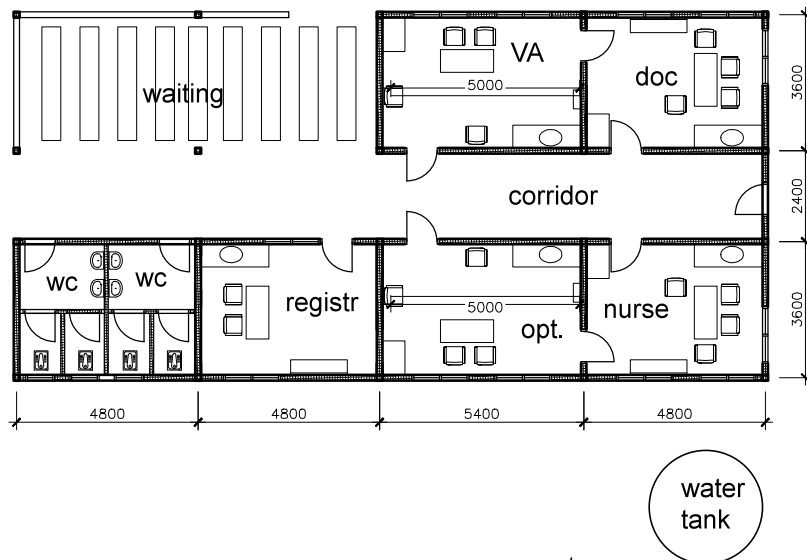 waiting
VA
5000
doc
3600
corridor
2400
wc
wc
registr
5000
opt.
nurse
3600
4800
4800
5400
4800
water
tank